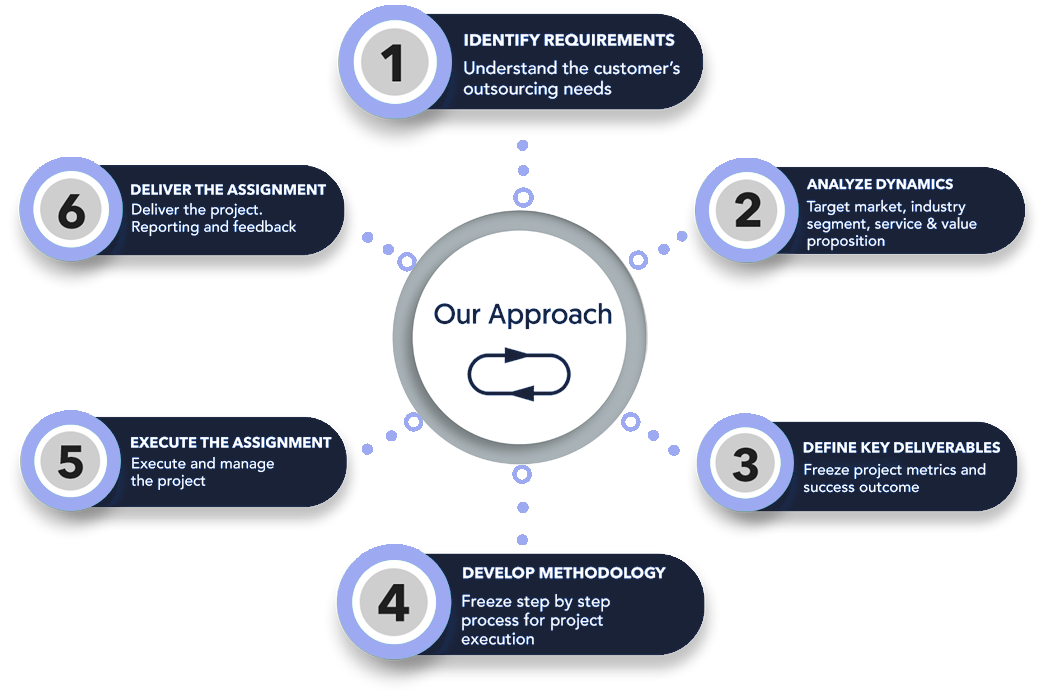 1
IDENTIFY REQUIREMENTS
Understand the customer's
outsourcing needs
2
ANALYZE DYNAMICS
Target market, industry
segment, service & value
proposition
3
DEFINE KEY DELIVERABLES
Freeze project metrics and
success outcome
4
DEVELOP METHODOLOGY
Freeze step by step
process for project
execution
5
EXECUTE THE ASSIGNMENT
Execute and manage
the project
6
DELIVER THE ASSIGNMENT
Deliver the project.
Reporting and feedback
Our Approach